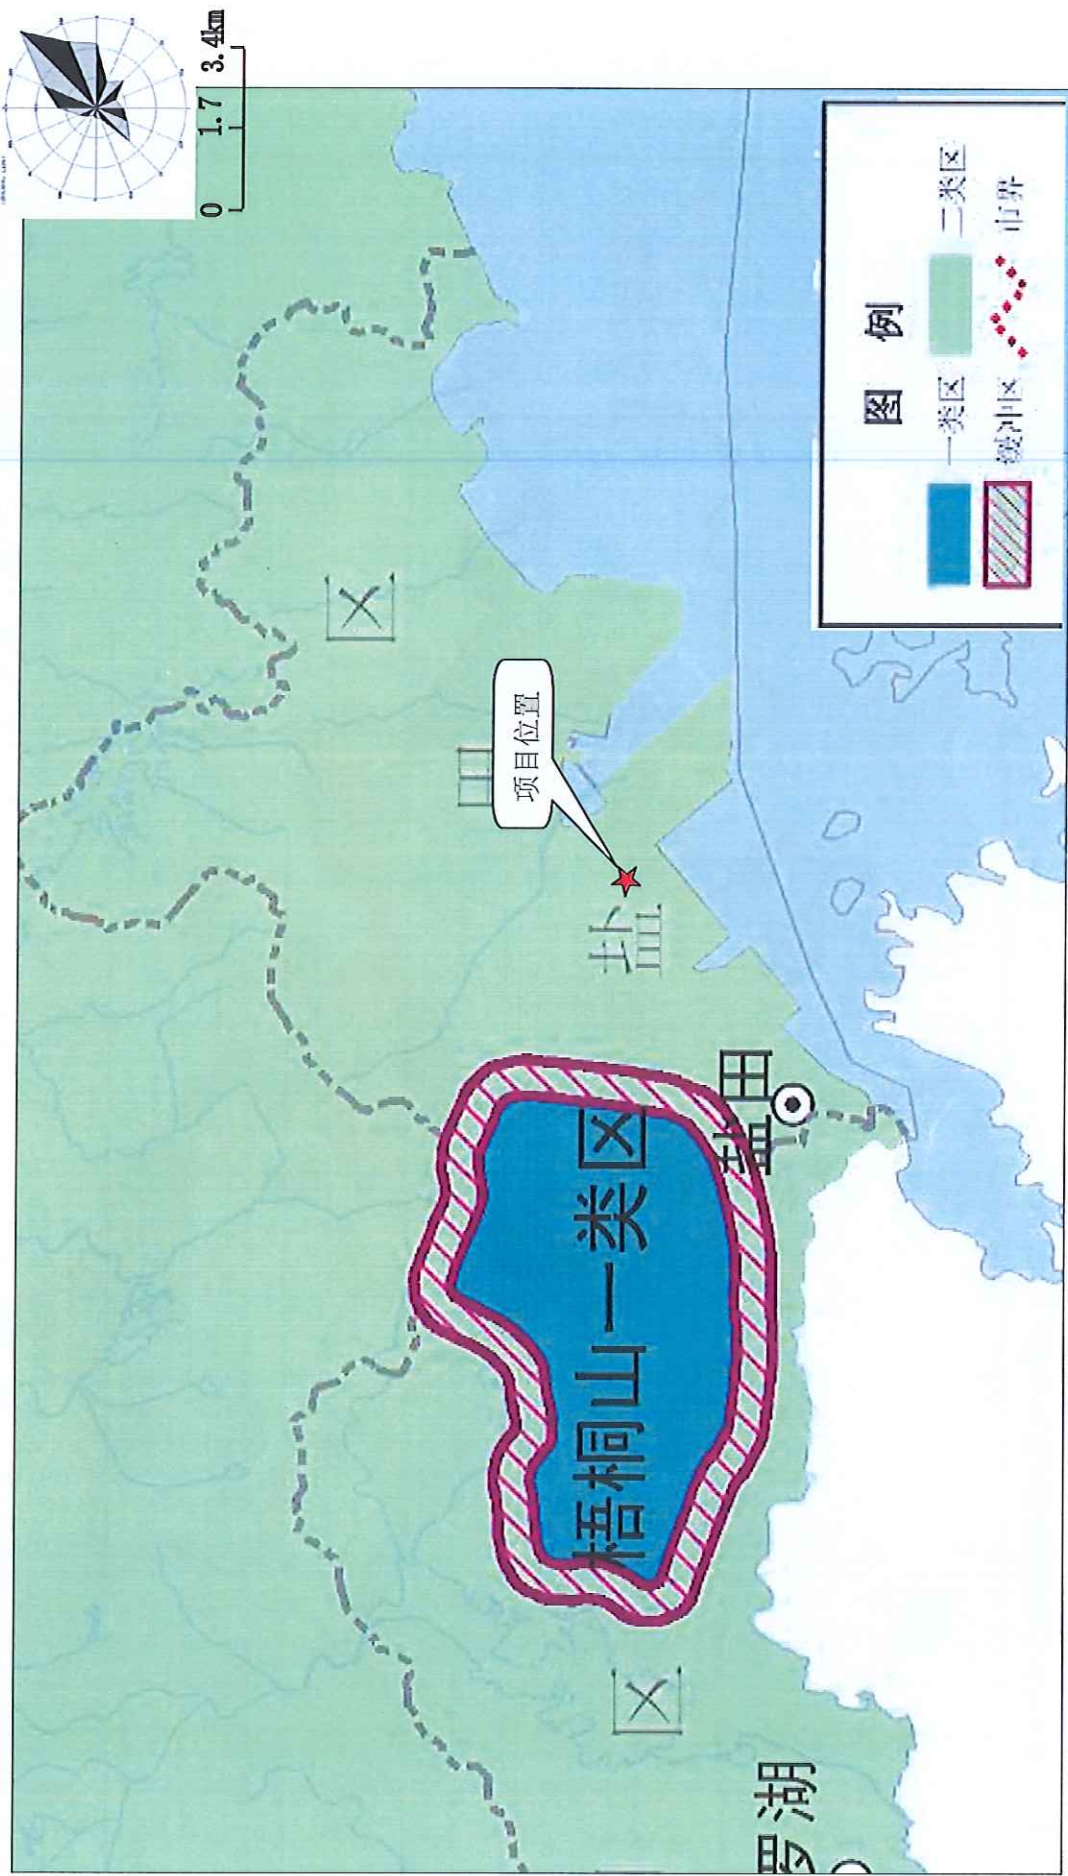 0 1.7 3.4km
区
田
项目位置
盐
梧桐山一类区
盐田
区
罗湖
图 例
一类区 二类区
缓冲区 市界